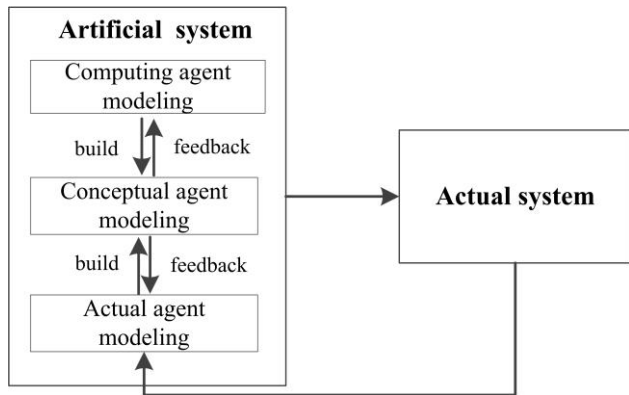 Artificial system
Computing agent
modeling
build
feedback
Conceptual agent
modeling
build
feedback
Actual agent
modeling
Actual system